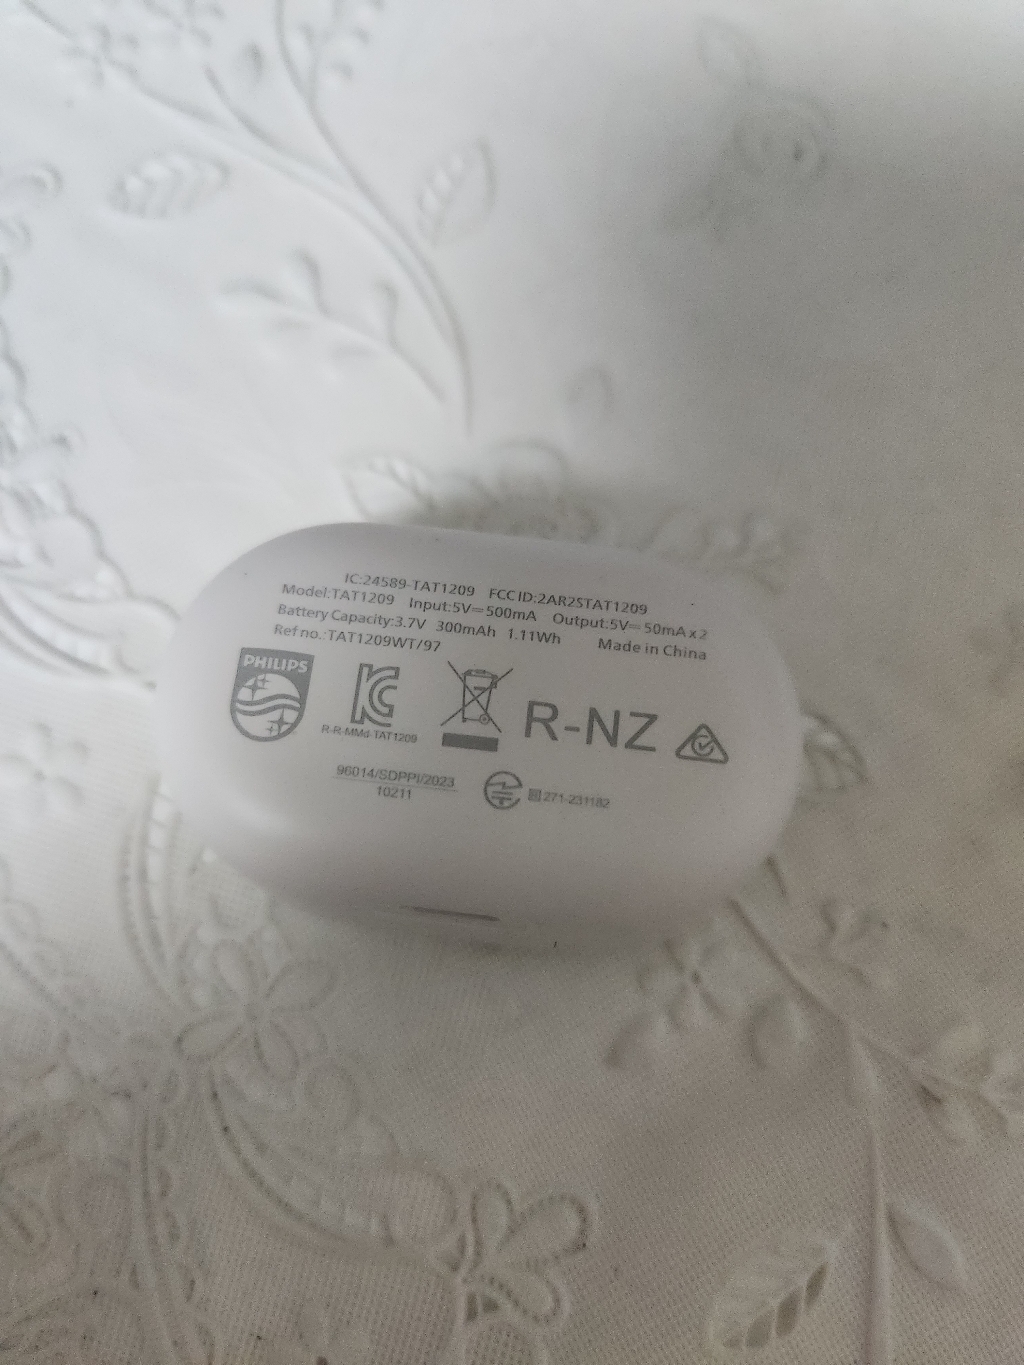 IC:24589-TAT1209 FCC ID:2AR2STAT1209
Model:TAT1209 Input:5V⎓500mA Output:5V⎓50mA x 2
Battery Capacity:3.7V 300mAh 1.11Wh Made in China
Ref no.:TAT1209WT/97
PHILIPS
R-R-MMd-TAT1209
R-NZ
96014/SDPPI/2023
10211
R 271-231182